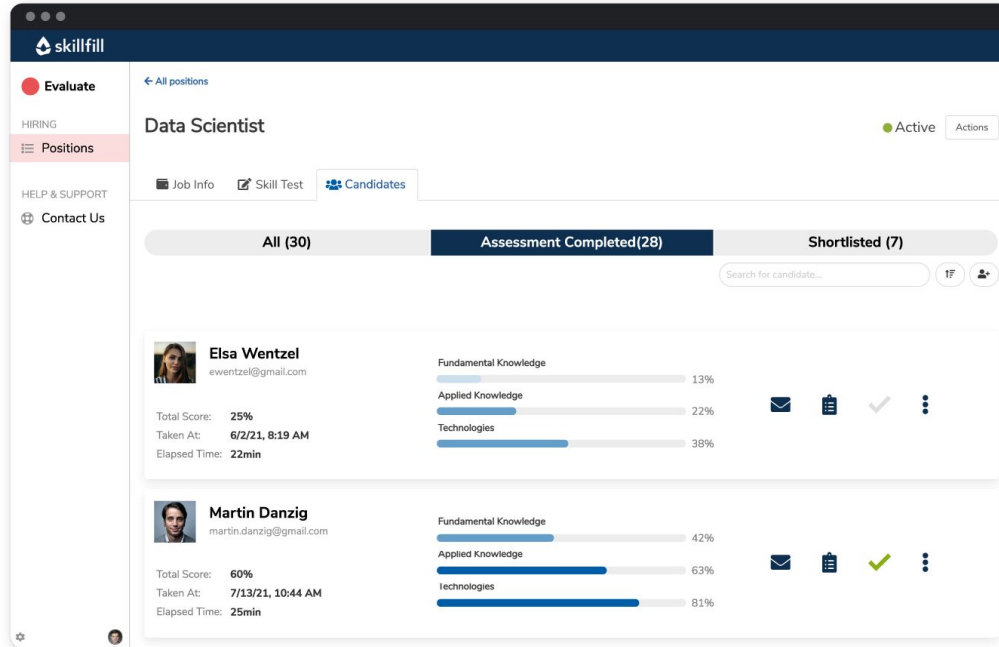 skillfill
Evaluate
HIRING
Positions
HELP & SUPPORT
Contact Us
← All positions
Data Scientist
Active
Actions
Job Info
Skill Test
Candidates
All (30)
Assessment Completed(28)
Shortlisted (7)
Search for candidate...
Elsa Wentzel
ewentzel@gmail.com
Total Score: 25%
Taken At: 6/2/21, 8:19 AM
Elapsed Time: 22min
Fundamental Knowledge
13%
Applied Knowledge
22%
Technologies
38%
Martin Danzig
martin.danzig@gmail.com
Total Score: 60%
Taken At: 7/13/21, 10:44 AM
Elapsed Time: 25min
Fundamental Knowledge
42%
Applied Knowledge
63%
Technologies
81%